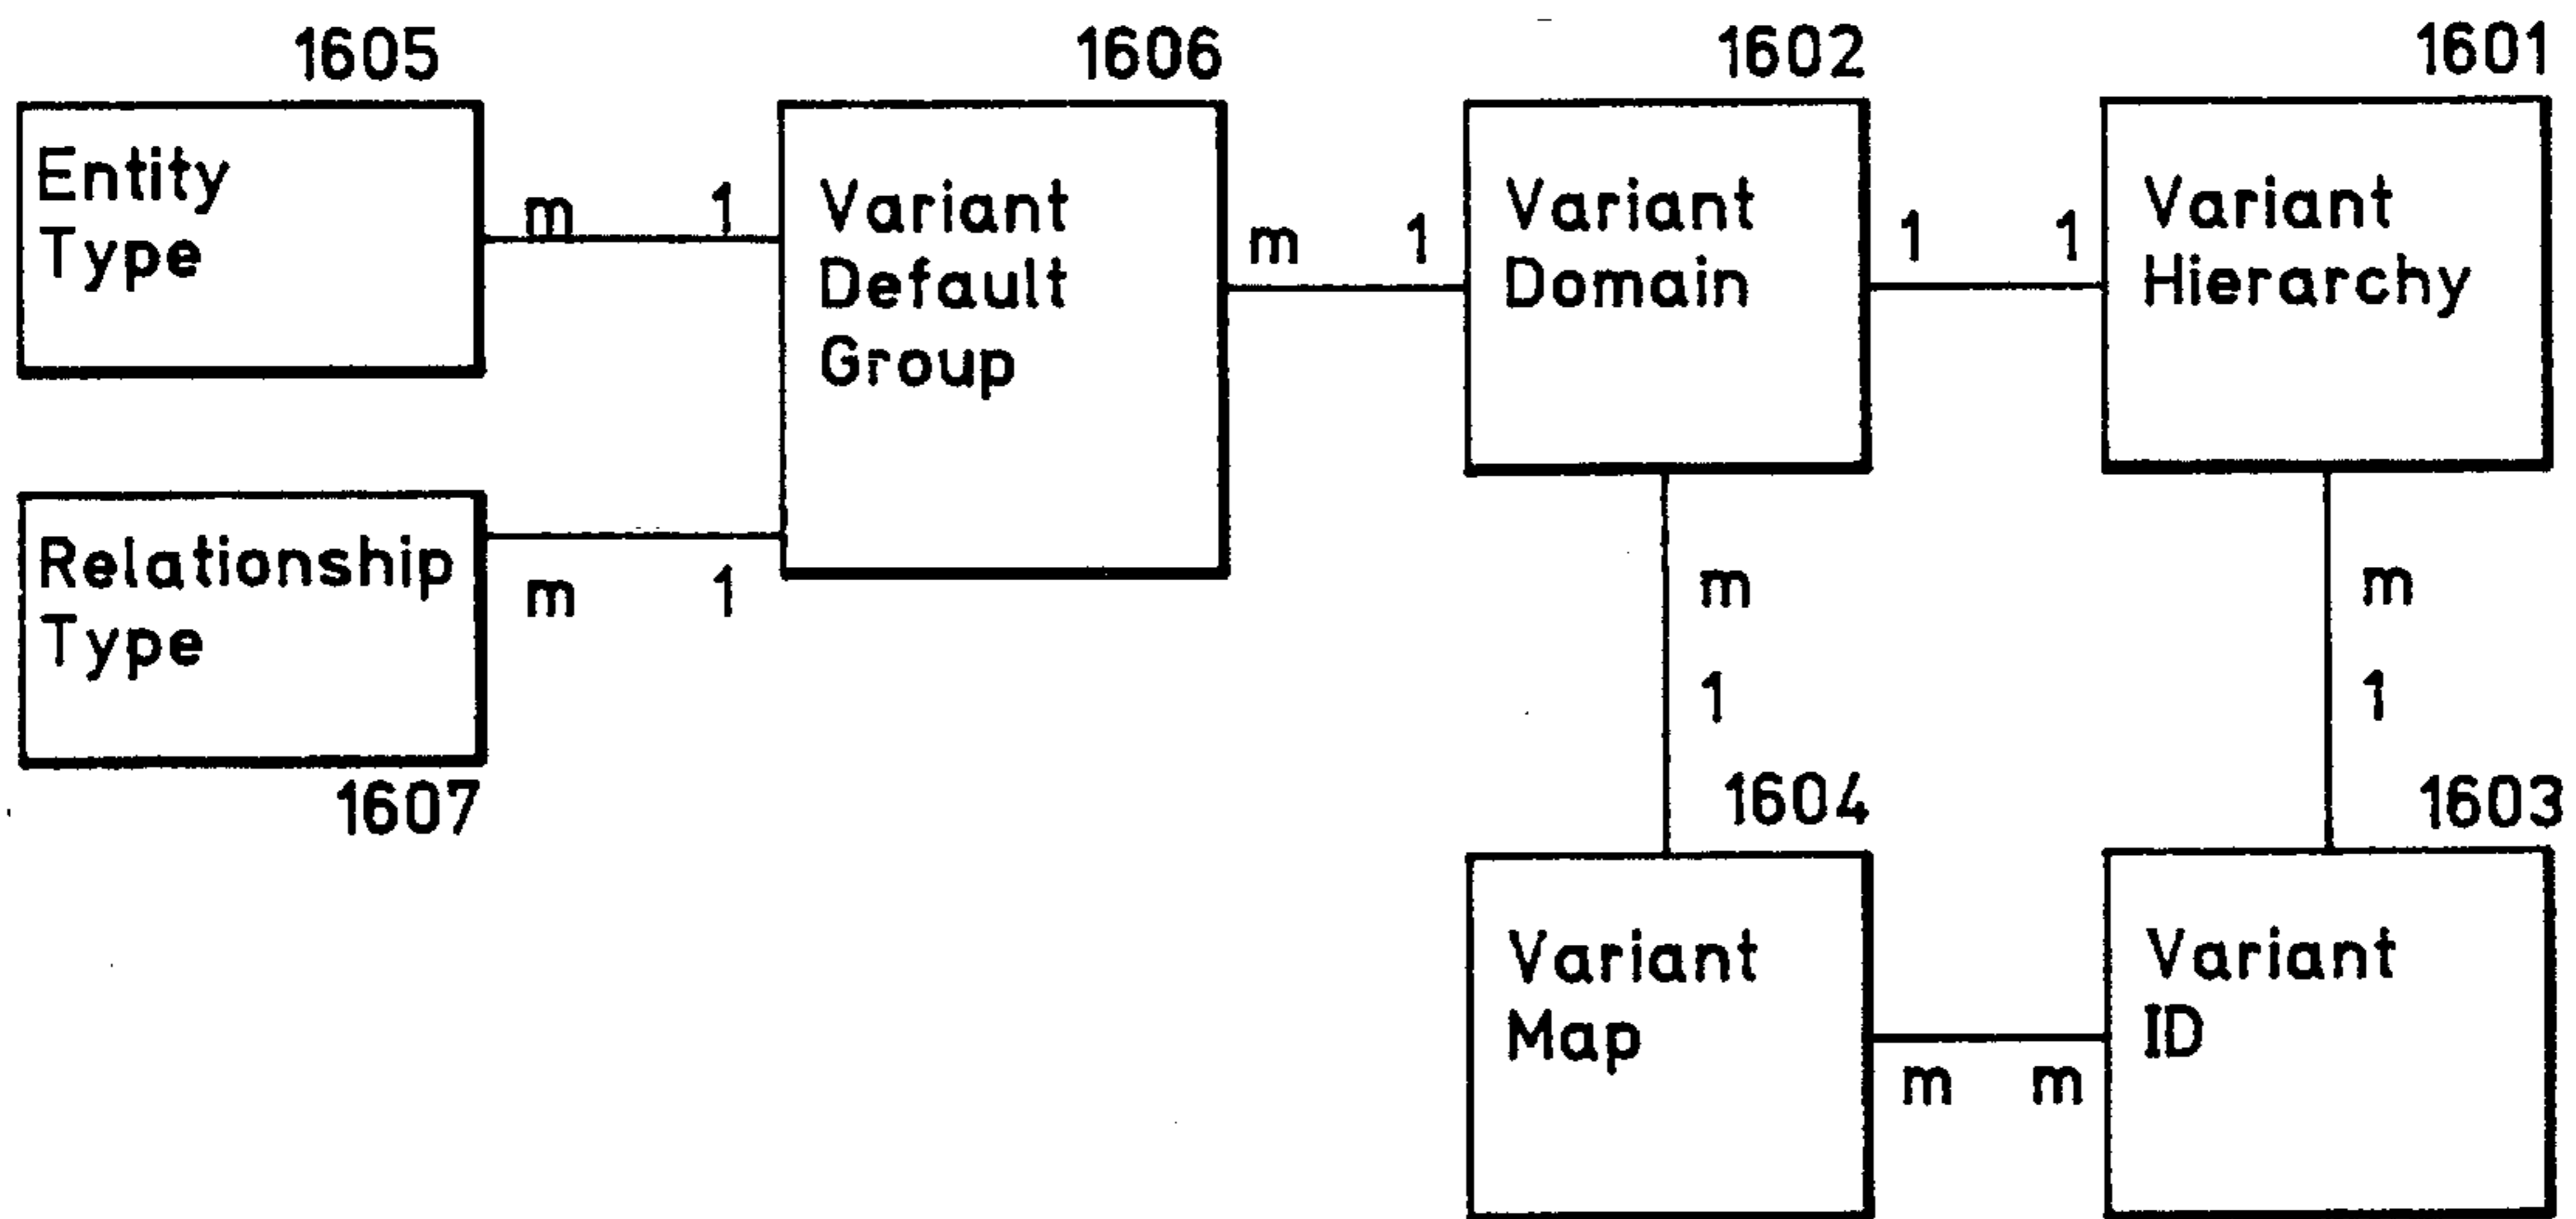 1605
1606
1602
1601
Entity
Type
m
1
Variant
Default
Group
m
1
Variant
Domain
1
1
Variant
Hierarchy
Relationship
Type
m
1
1607
m
1
m
1
1604
1603
Variant
Map
m
m
Variant
ID